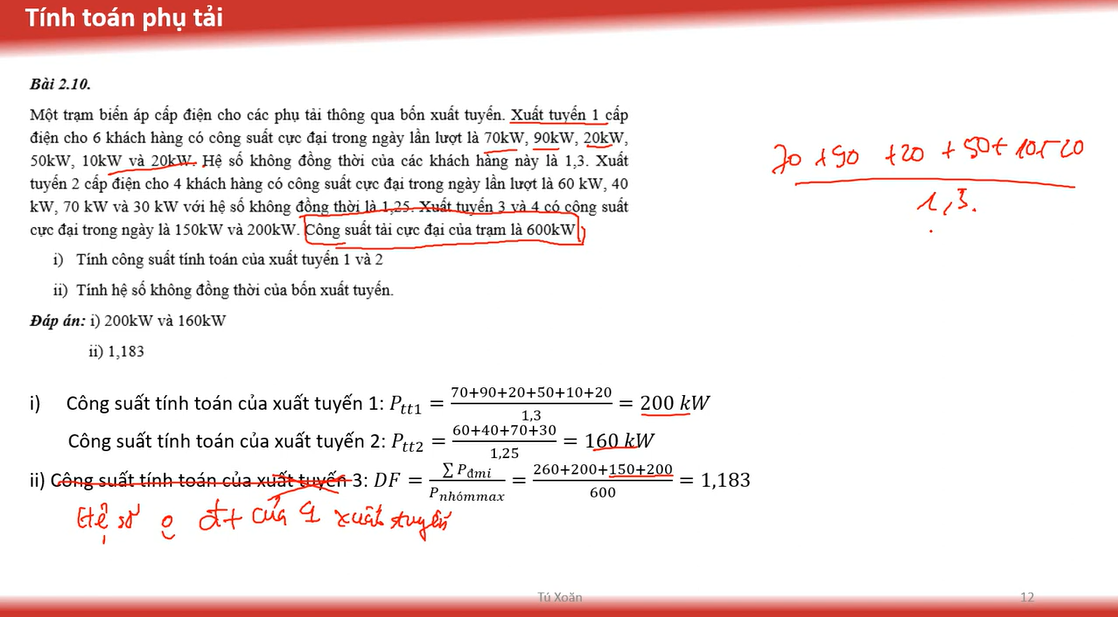 Tính toán phụ tải
Bài 2.10.
Một trạm biến áp cấp điện cho các phụ tải thông qua bốn xuất tuyến. Xuất tuyến 1 cấp
điện cho 6 khách hàng có công suất cực đại trong ngày lần lượt là 70kW, 90kW, 20kW,
50kW, 10kW và 20kW. Hệ số không đồng thời của các khách hàng này là 1,3. Xuất
tuyến 2 cấp điện cho 4 khách hàng có công suất cực đại trong ngày lần lượt là 60 kW, 40
kW, 70 kW và 30 kW với hệ số không đồng thời là 1,25. Xuất tuyến 3 và 4 có công suất
cực đại trong ngày là 150kW và 200kW. Công suất tải cực đại của trạm là 600kW.
i) Tính công suất tính toán của xuất tuyến 1 và 2
ii) Tính hệ số không đồng thời của bốn xuất tuyến.
Đáp án: i) 200kW và 160kW
ii) 1,183
70 + 90 + 20 + 50 + 10 + 20
1,3.
i) Công suất tính toán của xuất tuyến 1: P_tt1 = (70+90+20+50+10+20)/1,3 = 200 kW
Công suất tính toán của xuất tuyến 2: P_tt2 = (60+40+70+30)/1,25 = 160 kW
ii) Công suất tính toán của xuất tuyến 3: DF = ∑ P_đmi / P_nhómmax = (260+200+150+200)/600 = 1,183
Hệ số o đt của 4 xuất tuyến
Tú Xoăn
12